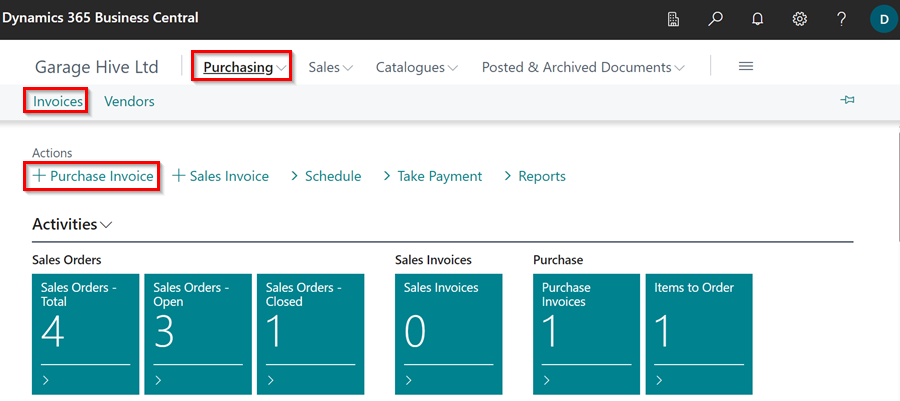 Dynamics 365 Business Central
? D
Garage Hive Ltd Purchasing Sales Catalogues Posted & Archived Documents
Invoices Vendors
Actions
+ Purchase Invoice + Sales Invoice > Schedule > Take Payment > Reports
Activities
Sales Orders Sales Invoices Purchase
Sales Orders - Total
4
Sales Orders - Open
3
Sales Orders - Closed
1
Sales Invoices
0
Purchase Invoices
1
Items to Order
1